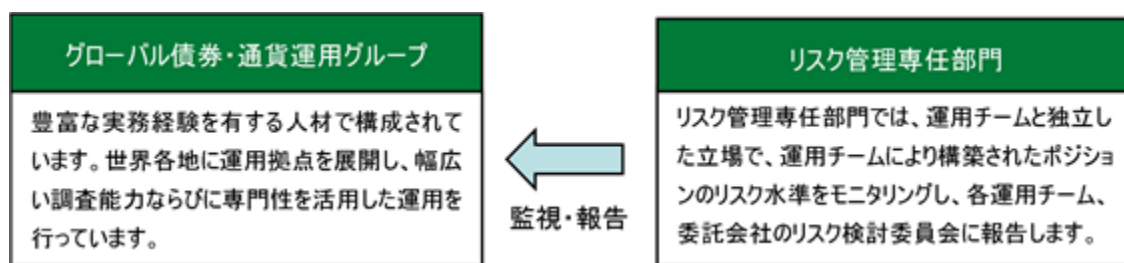 グローバル債券・通貨運用グループ
豊富な実務経験を有する人材で構成されて
います。世界各地に運用拠点を展開し、幅広
い調査能力ならびに専門性を活用した運用を
行っています。
監視・報告
リスク管理専任部門
リスク管理専任部門では、運用チームと独立し
た立場で、運用チームにより構築されたポジショ
ンのリスク水準をモニタリングし、各運用チーム、
委託会社のリスク検討委員会に報告します。